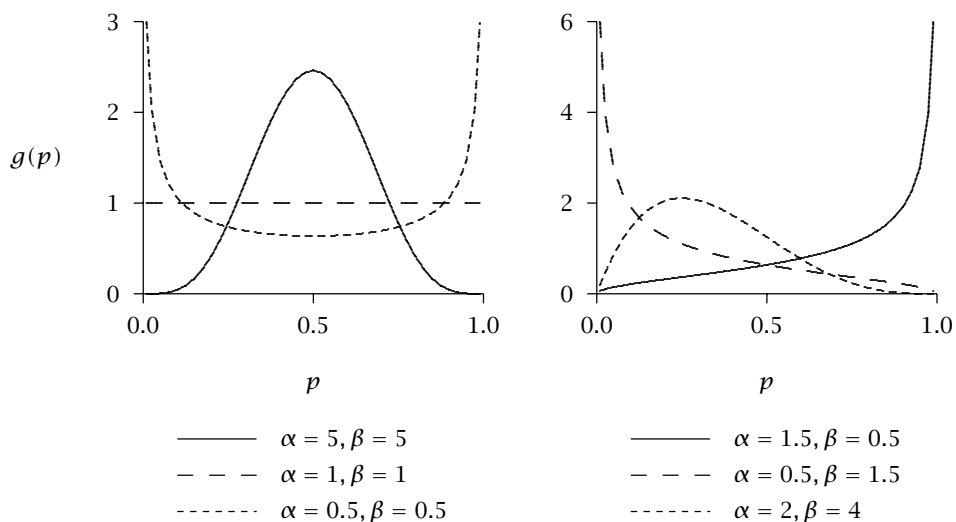 3
2
g(p)
1
0
0.0
0.5
1.0
p
α = 5, β = 5
α = 1, β = 1
α = 0.5, β = 0.5
6
4
2
0
0.0
0.5
1.0
p
α = 1.5, β = 0.5
α = 0.5, β = 1.5
α = 2, β = 4